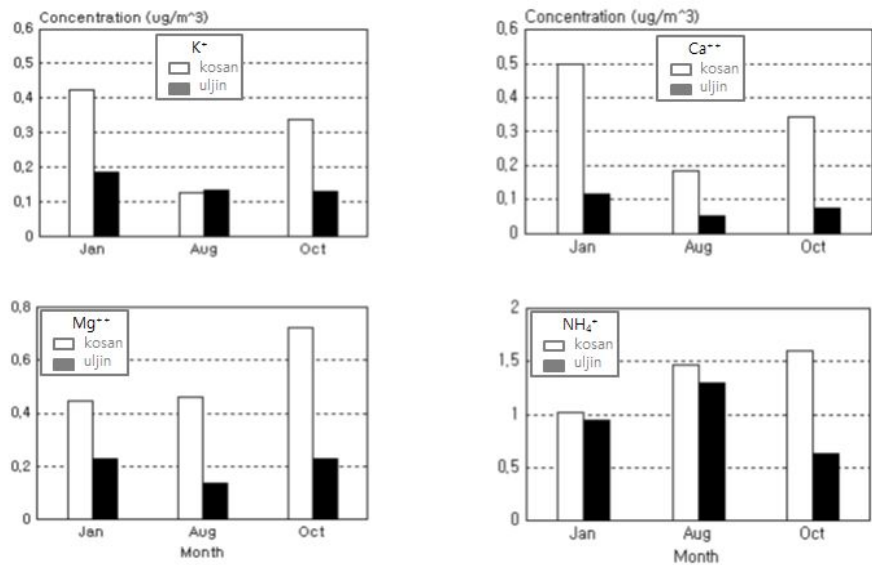 Concentration (ug/m^3)
0,6
0,5
0,4
0,3
0,2
0,1
0
K⁺
kosan
uljin
Jan Aug Oct
Concentration (ug/m^3)
0,6
0,5
0,4
0,3
0,2
0,1
0
Ca⁺⁺
kosan
uljin
Jan Aug Oct
0,8
0,6
0,4
0,2
0
Mg⁺⁺
kosan
uljin
Jan Aug Oct
Month
2
1,5
1
0,5
0
NH₄⁺
kosan
uljin
Jan Aug Oct
Month